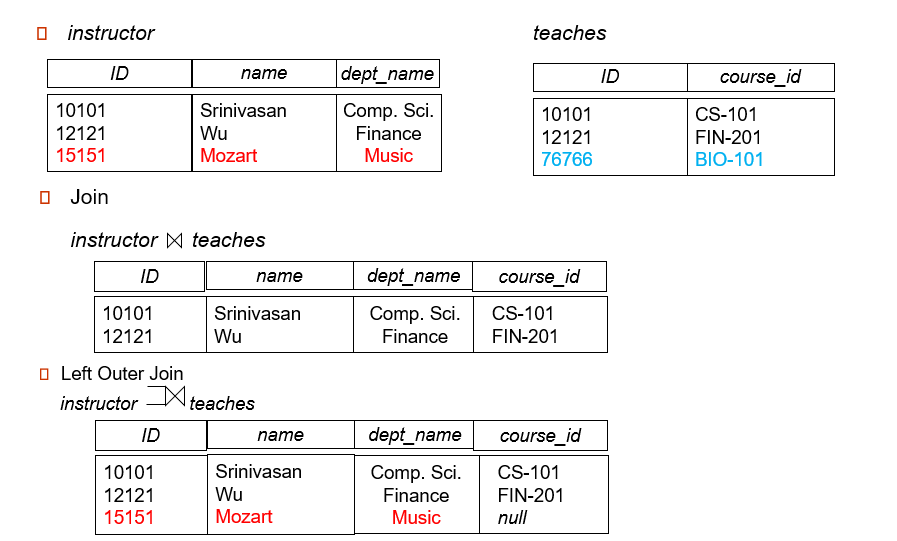 instructor teaches
ID name dept_name ID course_id
10101 Srinivasan Comp. Sci. 10101 CS-101
12121 Wu Finance 12121 FIN-201
15151 Mozart Music 76766 BIO-101
Join
instructor ⋈ teaches
ID name dept_name course_id
10101 Srinivasan Comp. Sci. CS-101
12121 Wu Finance FIN-201
Left Outer Join
instructor ⟕ teaches
ID name dept_name course_id
10101 Srinivasan Comp. Sci. CS-101
12121 Wu Finance FIN-201
15151 Mozart Music null